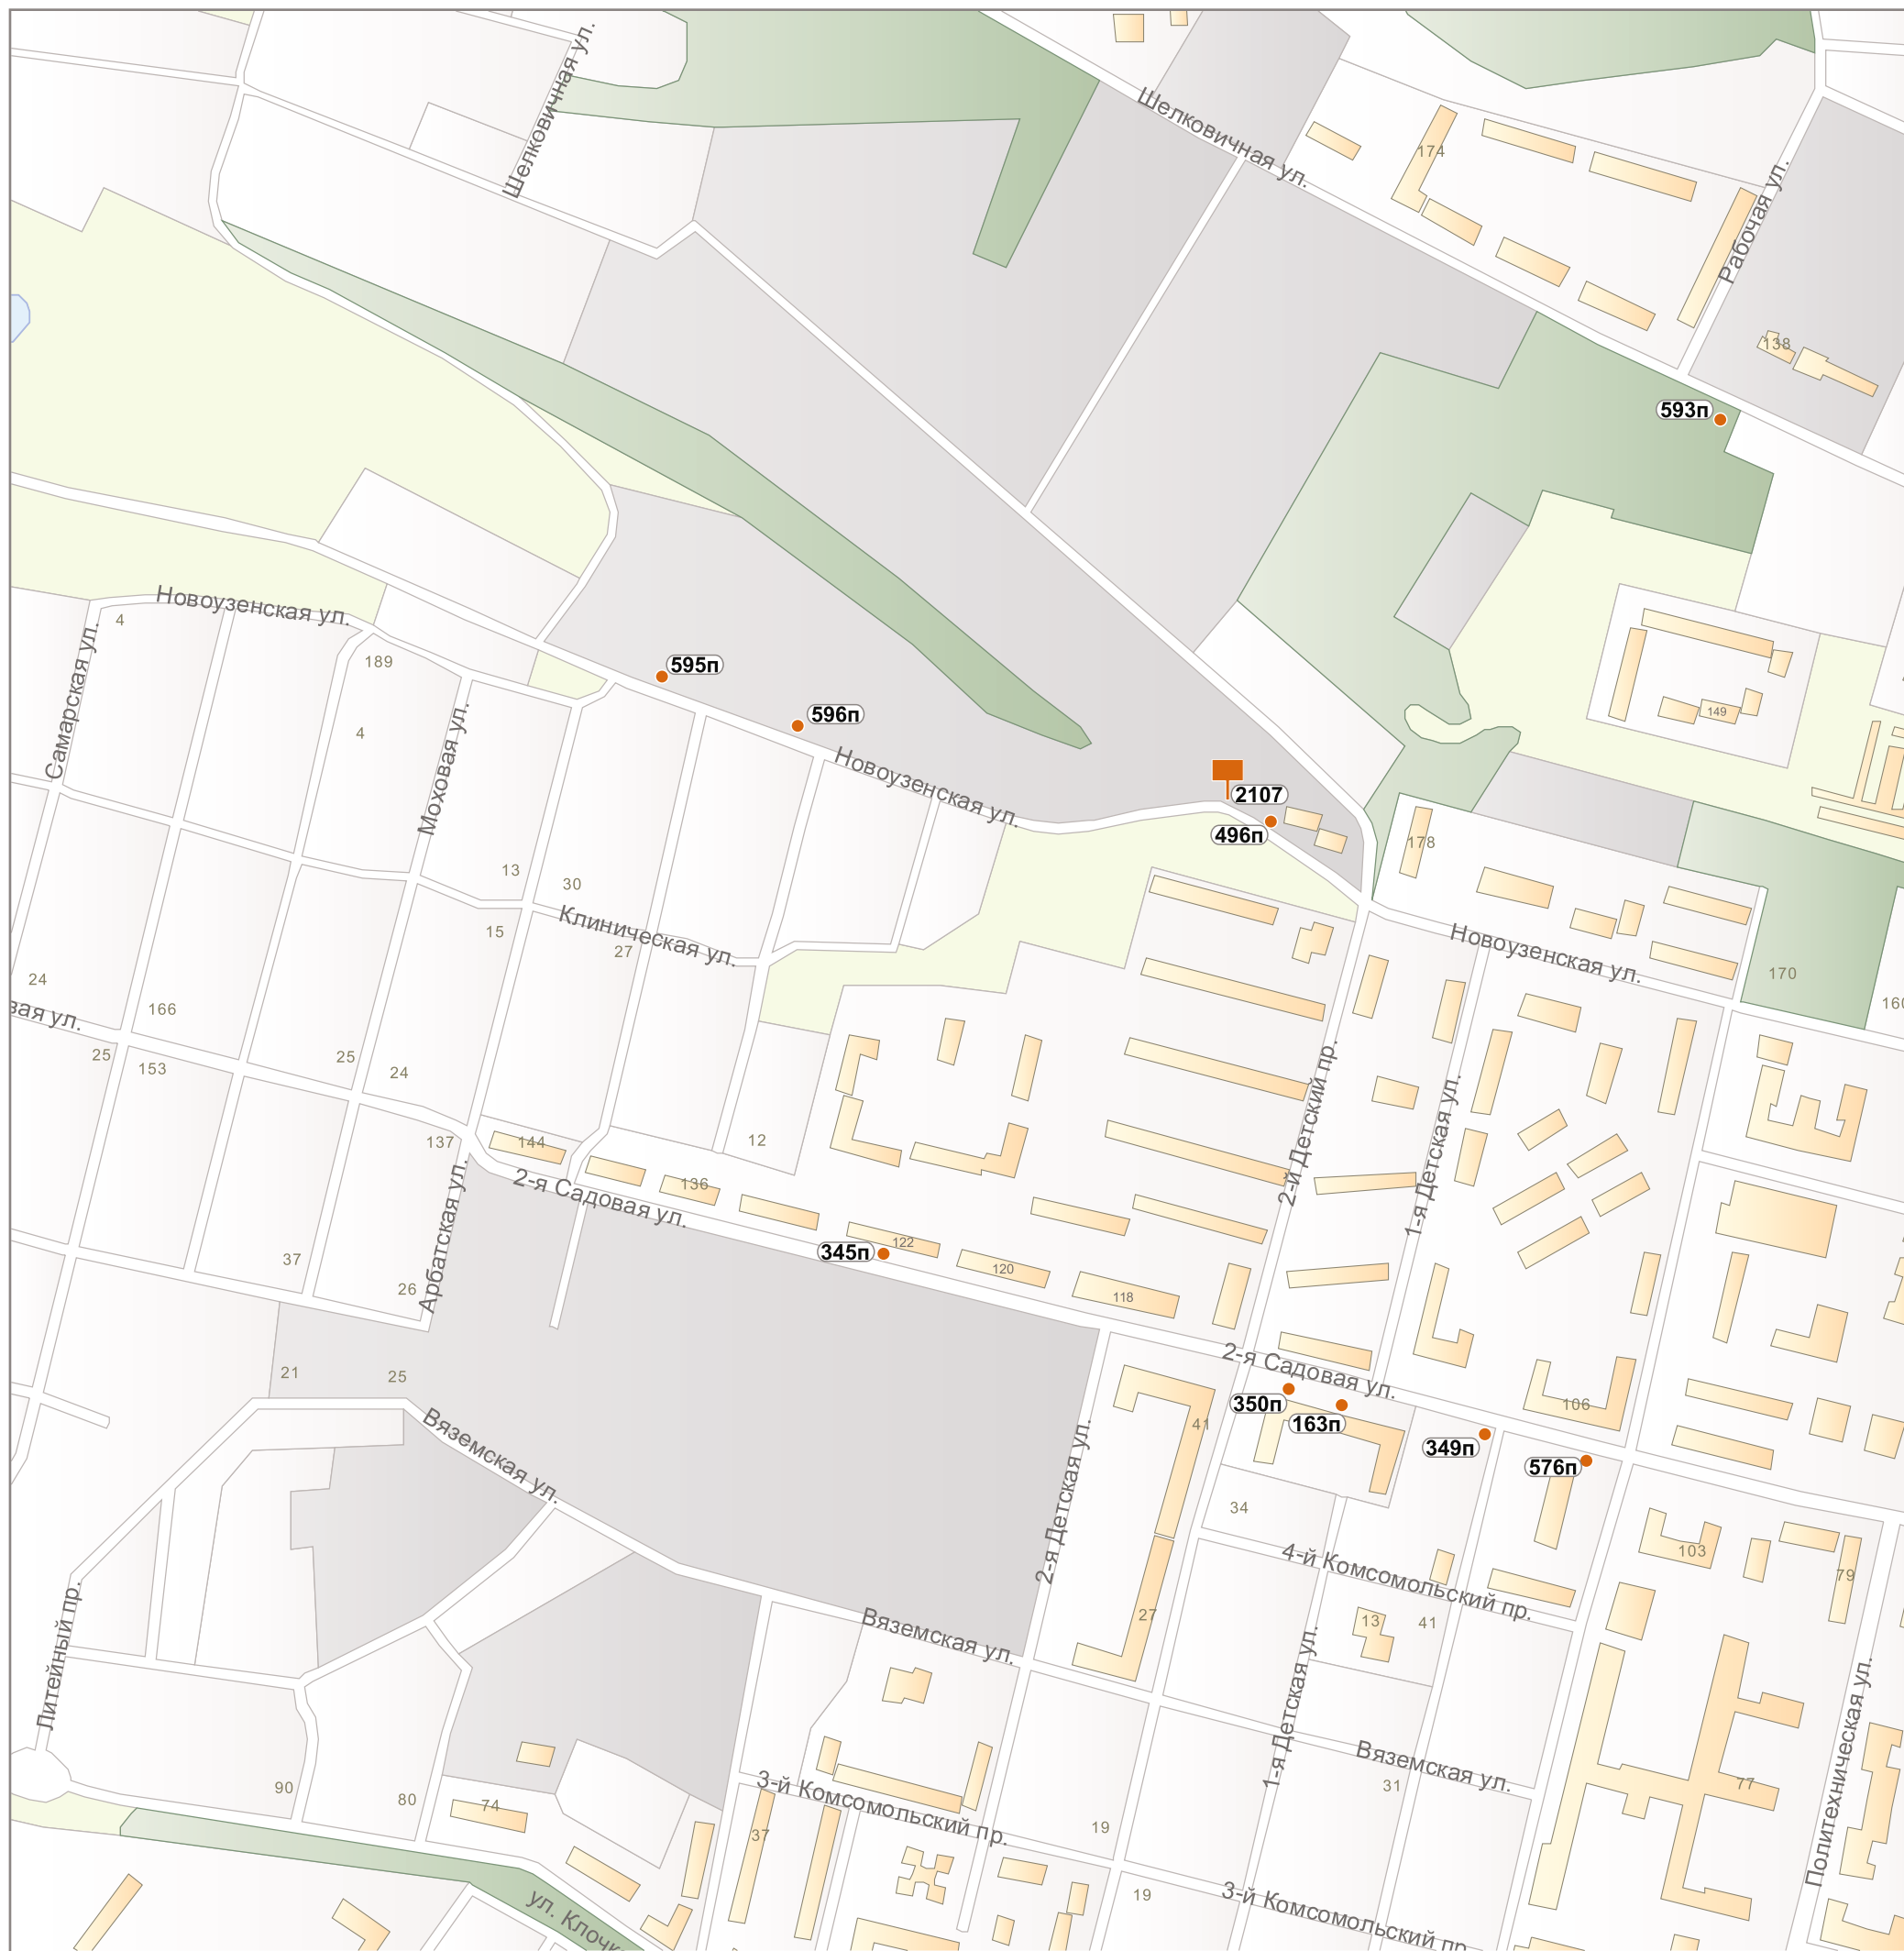 Шелковичная ул.
Шелковичная ул.
174
Рабочая ул.
138
593п
Новоузенская ул.
4
189
595п
Самарская ул.
596п
149
4
Моховая ул.
Новоузенская ул.
2107
496п
178
13
30
Клиническая ул.
15
27
Новоузенская ул.
24
170
160
166
вая ул.
25
153
25
24
2-й Детский пр.
1-я Детская ул.
137
144
12
136
2-я Садовая ул.
Арбатская ул.
122
345п
120
37
26
118
2-я Садовая ул.
21
25
350п
163п
106
41
349п
576п
Вяземская ул.
2-я Детская ул.
34
4-й Комсомольский пр.
103
79
Литейный пр.
27
13
41
Вяземская ул.
1-я Детская ул.
Политехническая ул.
Вяземская ул.
90
80
74
31
77
3-й Комсомольский пр.
37
19
19
3-й Комсомольский пр.
ул. Клочк